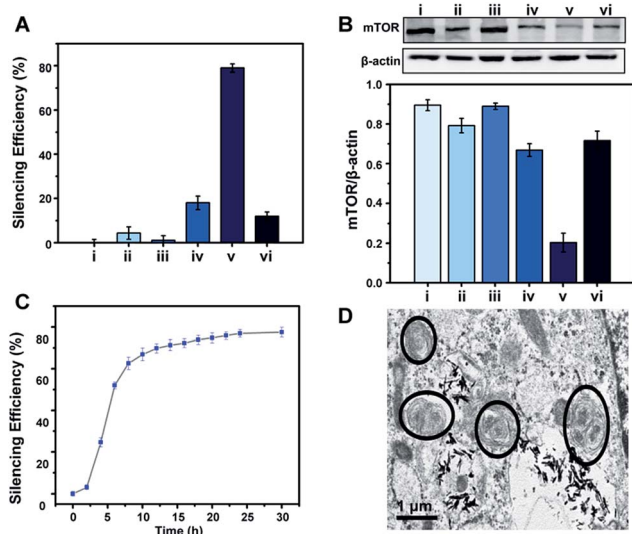 A
Silencing Efficiency (%)
80
60
40
20
0
i ii iii iv v vi
B
i ii iii iv v vi
mTOR
β-actin
mTOR/β-actin
1.0
0.8
0.6
0.4
0.2
0.0
i ii iii iv v vi
C
Silencing Efficiency (%)
80
60
40
20
0
0 5 10 15 20 25 30
Time (h)
D
1 μm